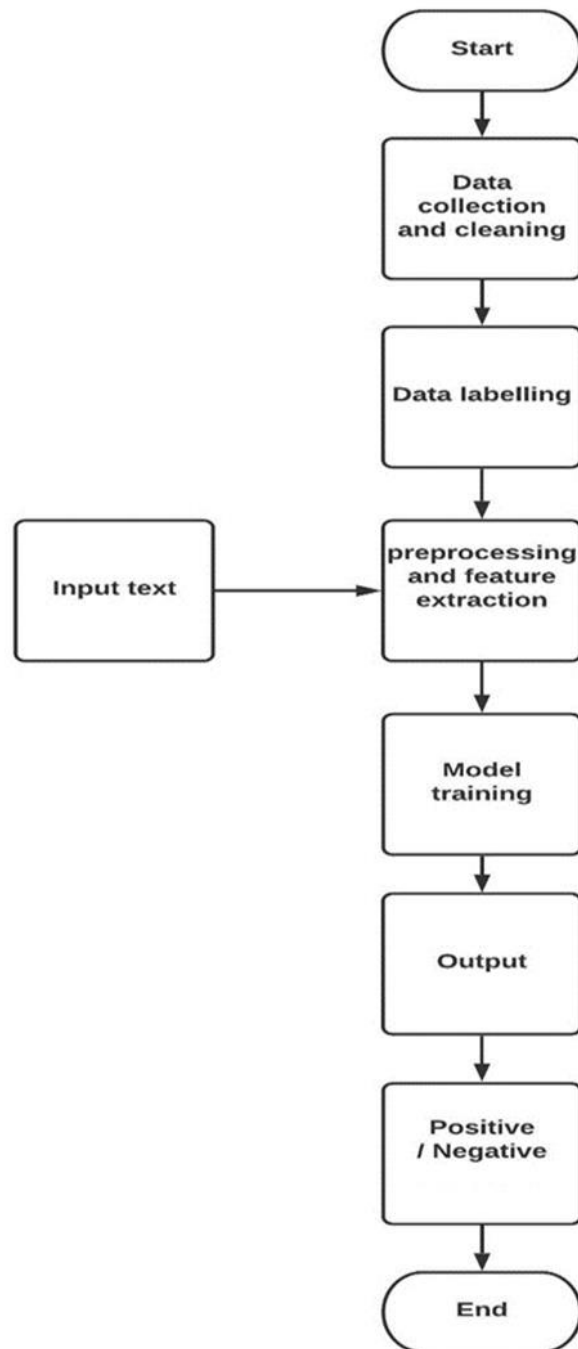 Start
Data
collection
and cleaning
Data labelling
Input text
preprocessing
and feature
extraction
Model
training
Output
Positive
/ Negative
End